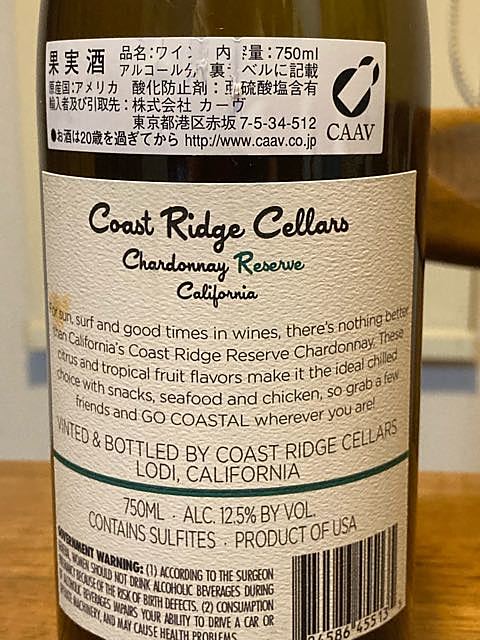 果実酒 品名:ワイン 内容量:750ml
アルコール分 裏ラベルに記載
原産国:アメリカ 酸化防止剤:亜硫酸塩含有
輸入者及び引取先:株式会社 カーヴ
東京都港区赤坂7-5-34-512
●お酒は20歳を過ぎてから http://www.caav.co.jp
CAAV
Coast Ridge Cellars
Chardonnay Reserve
California
For sun, surf and good times in wines, there's nothing better
than California's Coast Ridge Reserve Chardonnay. These
citrus and tropical fruit flavors make it the ideal chilled
choice with snacks, seafood and chicken, so grab a few
friends and GO COASTAL wherever you are!
VINTED & BOTTLED BY COAST RIDGE CELLARS
LODI, CALIFORNIA
750ML · ALC. 12.5% BY VOL.
CONTAINS SULFITES · PRODUCT OF USA
GOVERNMENT WARNING: (1) ACCORDING TO THE SURGEON
GENERAL, WOMEN SHOULD NOT DRINK ALCOHOLIC BEVERAGES DURING
PREGNANCY BECAUSE OF THE RISK OF BIRTH DEFECTS. (2) CONSUMPTION
OF ALCOHOLIC BEVERAGES IMPAIRS YOUR ABILITY TO DRIVE A CAR OR
OPERATE MACHINERY, AND MAY CAUSE HEALTH PROBLEMS.